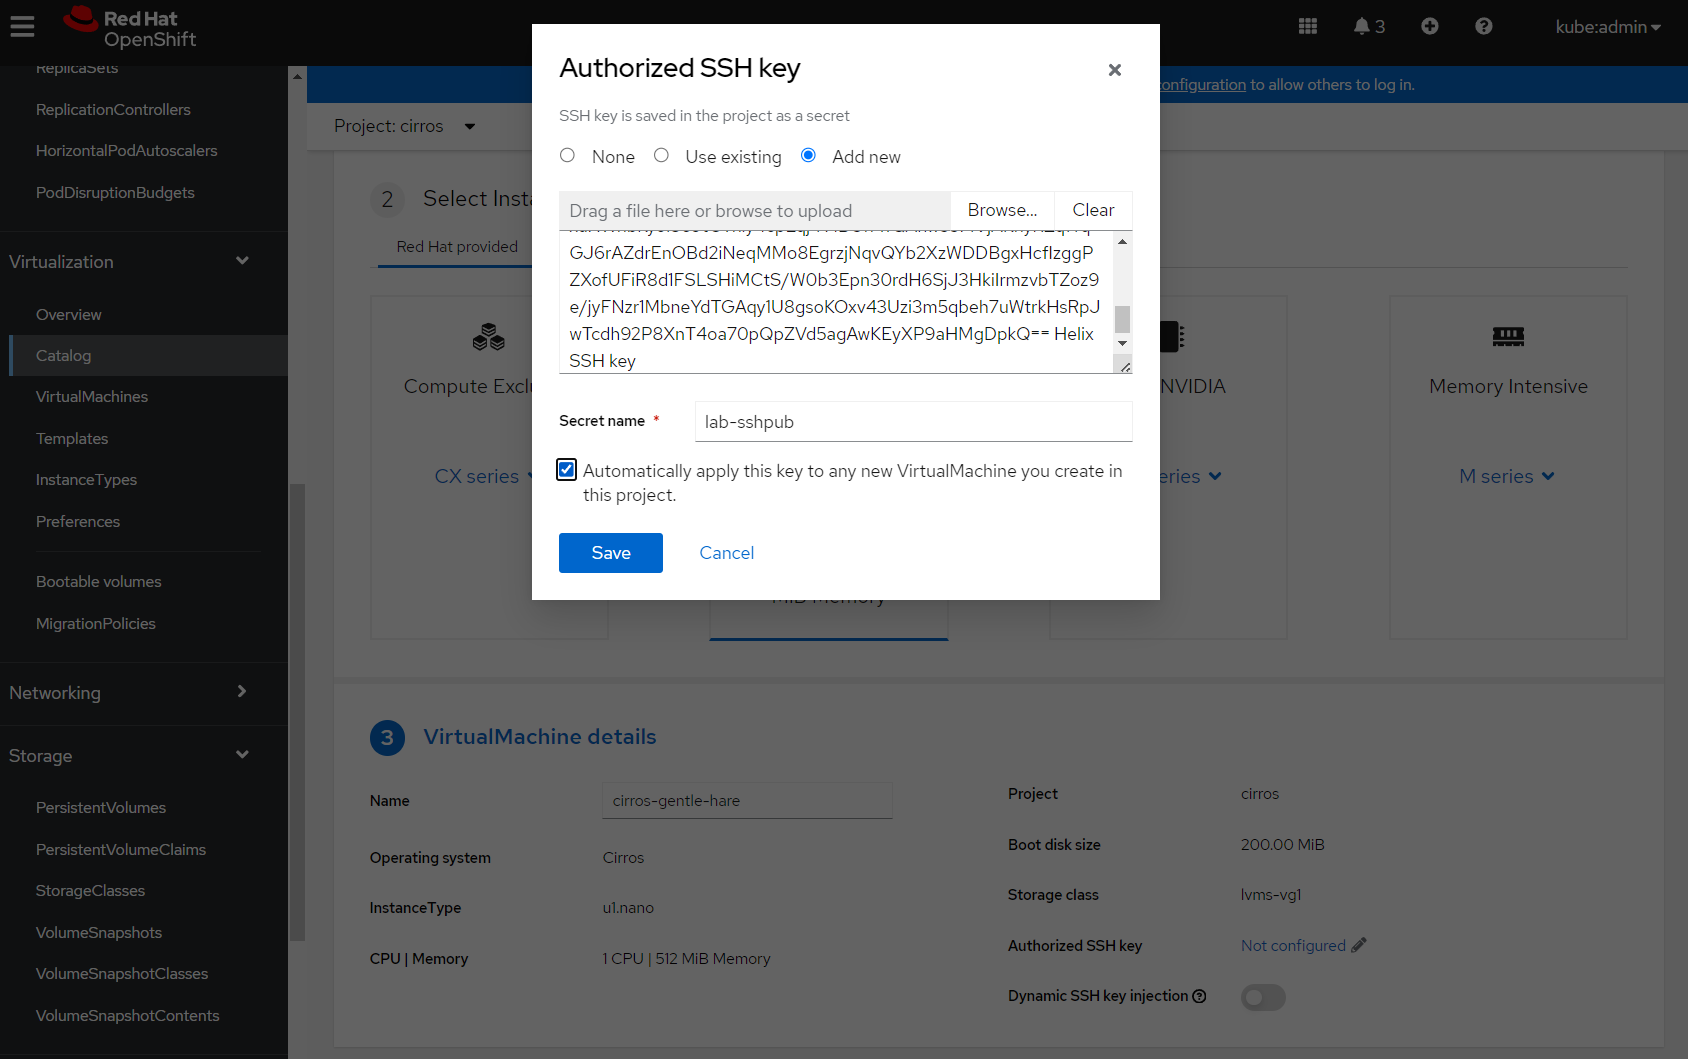 Red Hat
OpenShift
3
kube:admin
ReplicaSets
ReplicationControllers
HorizontalPodAutoscalers
PodDisruptionBudgets
Virtualization
Overview
Catalog
VirtualMachines
Templates
InstanceTypes
Preferences
Bootable volumes
MigrationPolicies
Networking
Storage
PersistentVolumes
PersistentVolumeClaims
StorageClasses
VolumeSnapshots
VolumeSnapshotClasses
VolumeSnapshotContents
configuration to allow others to log in.
Project: cirros
2 Select
Red Hat provided
Compute
CX series
NVIDIA
Memory Intensive
M series
MiB Memory
Authorized SSH key
SSH key is saved in the project as a secret
None Use existing Add new
Drag a file here or browse to upload Browse... Clear
GJ6rAZdrEnOBd2iNeqMMo8EgrzjNqvQYb2XzWDDBgxHcfIzggP
ZXofUFiR8d1FSLSHiMCtS/W0b3Epn30rdH6SjJ3HkiIrmzvbTZoz9
e/jyFNzr1MbneYdTGAqy1U8gsoKOxv43Uzi3m5qbeh7uWtrkHsRpJ
wTcdh92P8XnT4oa70pQpZVd5agAwKEyXP9aHMgDpkQ== Helix
SSH key
Secret name *
lab-sshpub
Automatically apply this key to any new VirtualMachine you create in
this project.
Save Cancel
3 VirtualMachine details
Name cirros-gentle-hare
Operating system Cirros
InstanceType u1.nano
CPU | Memory 1 CPU | 512 MiB Memory
Project cirros
Boot disk size 200.00 MiB
Storage class lvms-vg1
Authorized SSH key Not configured
Dynamic SSH key injection